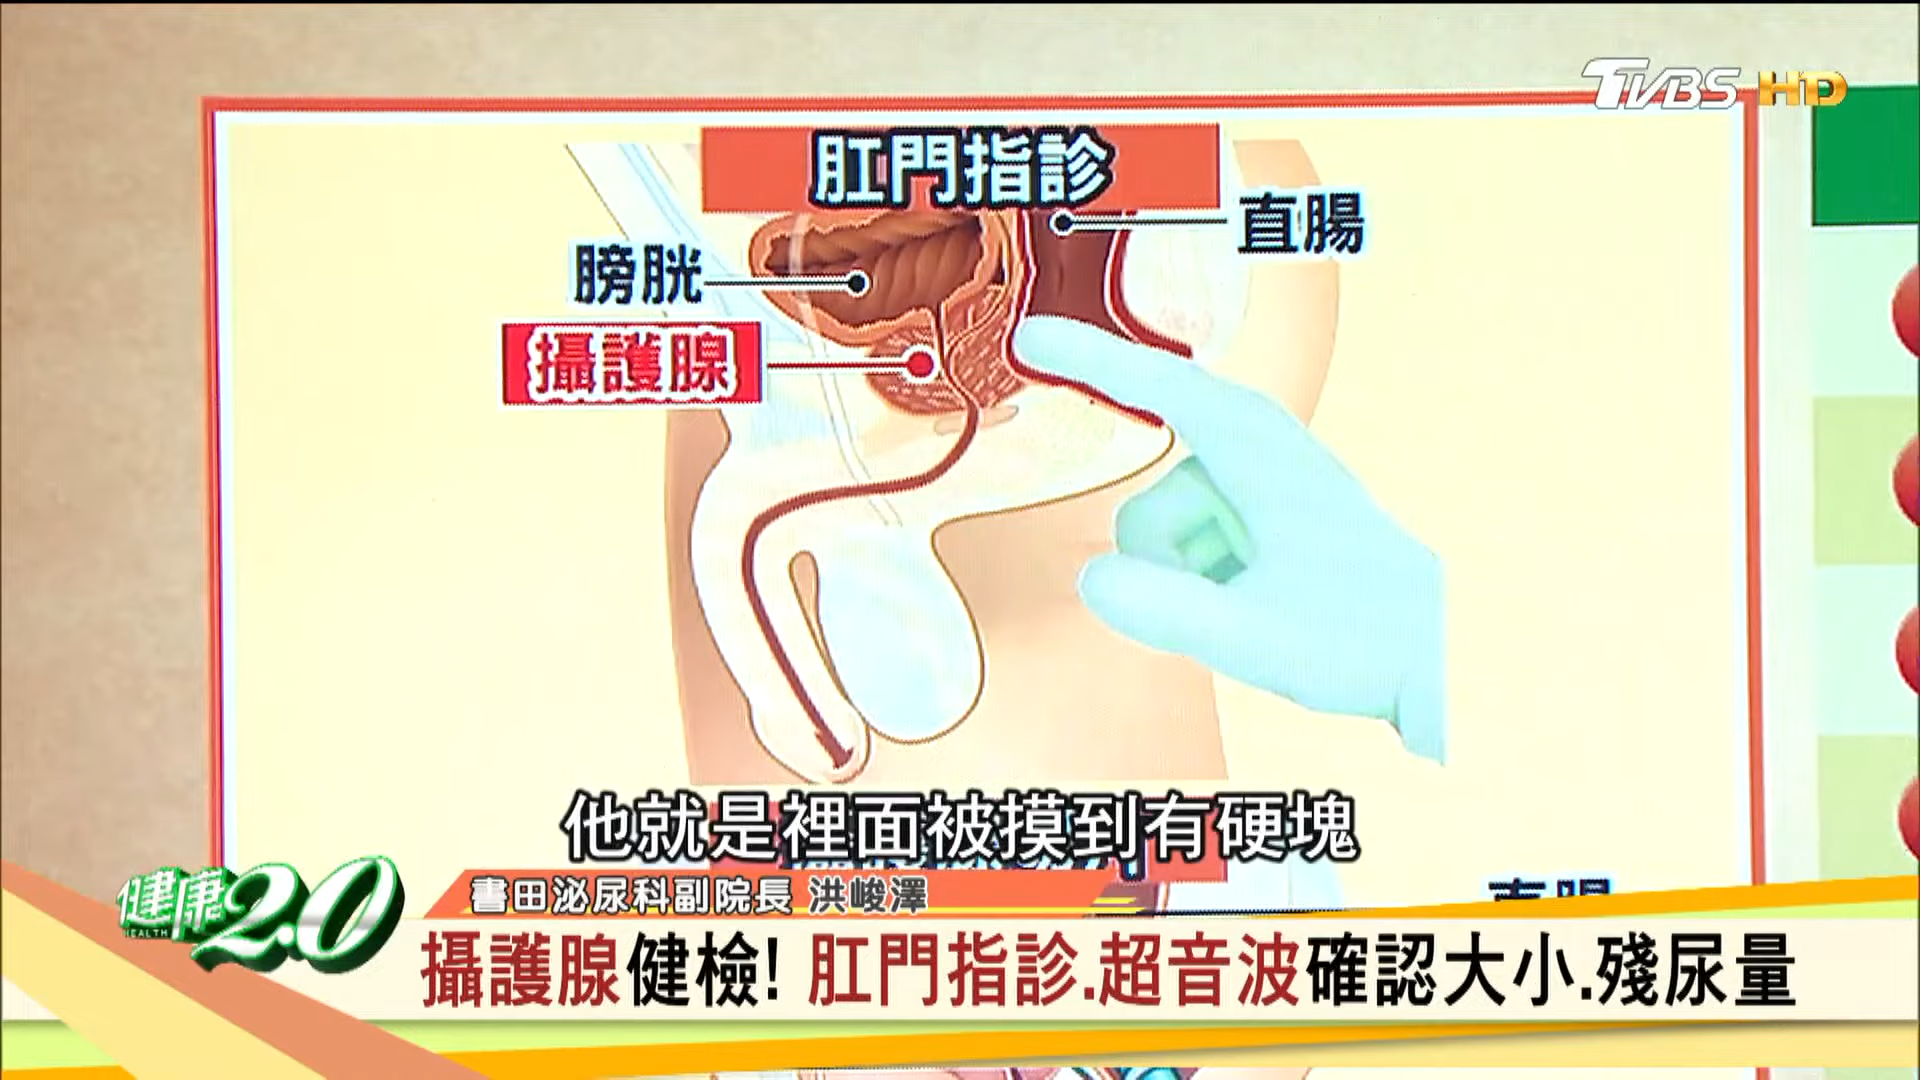 TVBS HD
肛門指診
直腸
膀胱
攝護腺
他就是裡面被摸到有硬塊
健康2.0
HEALTH
書田泌尿科副院長 洪峻澤
攝護腺健檢! 肛門指診.超音波確認大小.殘尿量